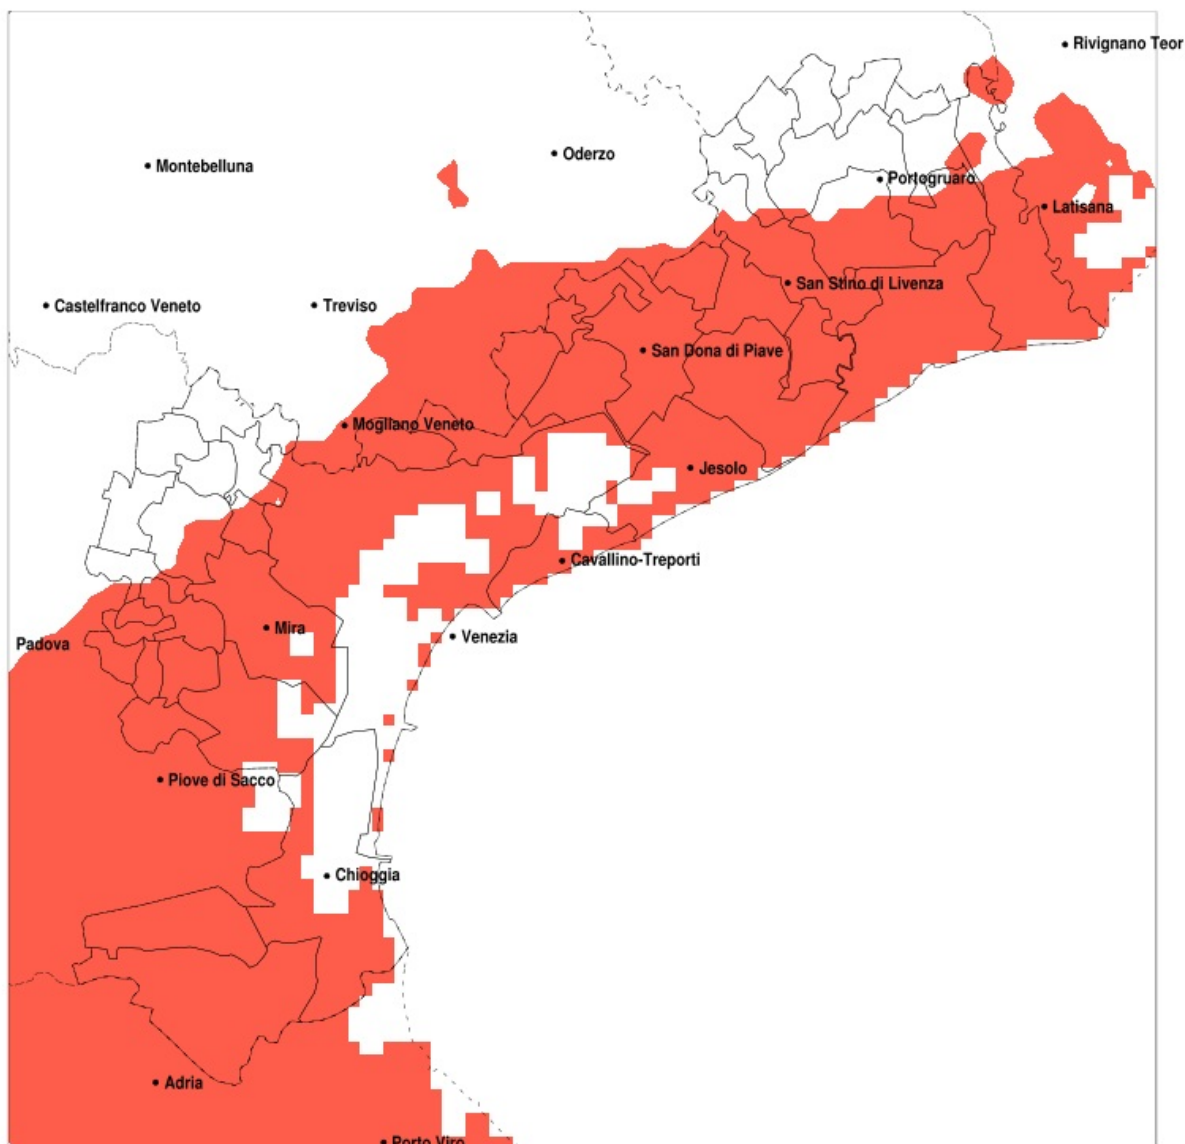 Rivignano Teor
Oderzo
Montebelluna
Portogruaro
Latisana
San Stino di Livenza
Castelfranco Veneto
Treviso
San Dona di Piave
Mogliano Veneto
Jesolo
Cavallino-Treporti
Mira
Venezia
Padova
Piove di Sacco
Chioggia
Adria
Porto Viro